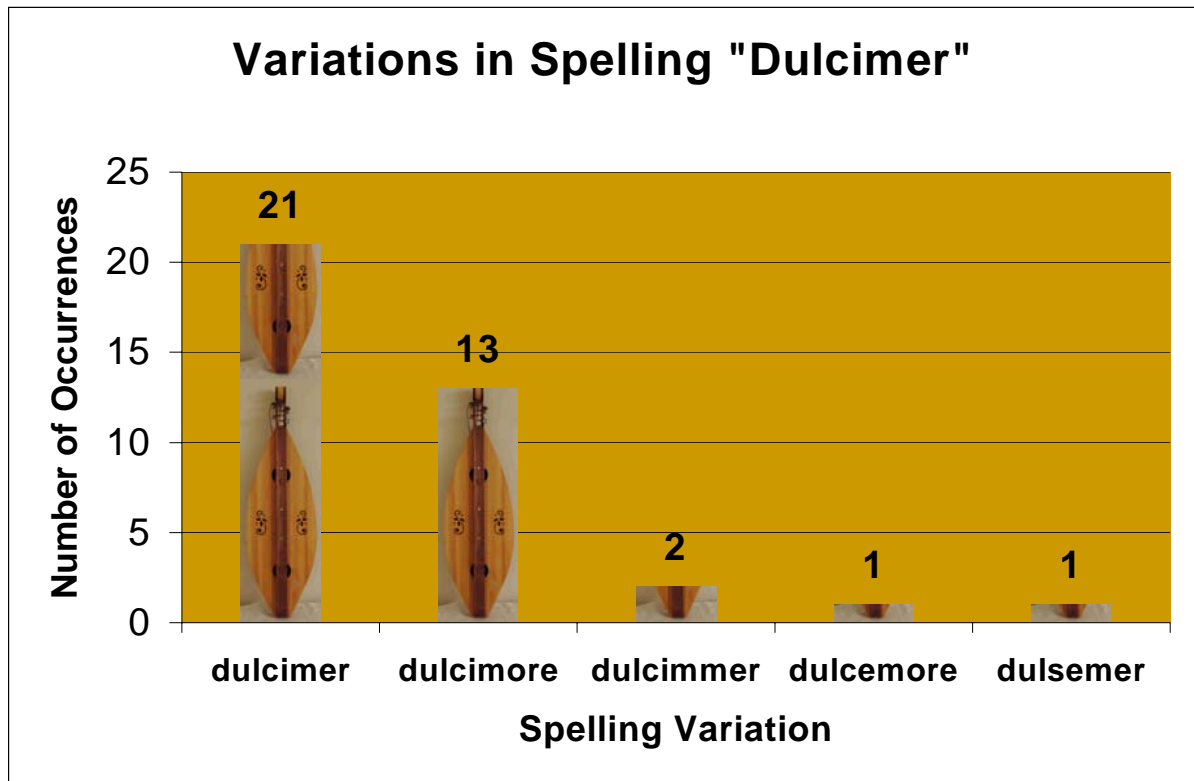 Variations in Spelling "Dulcimer"
Number of Occurrences
25
20
15
10
5
0
21
13
2
1
1
dulcimer
dulcimore
dulcimmer
dulcemore
dulsemer
Spelling Variation